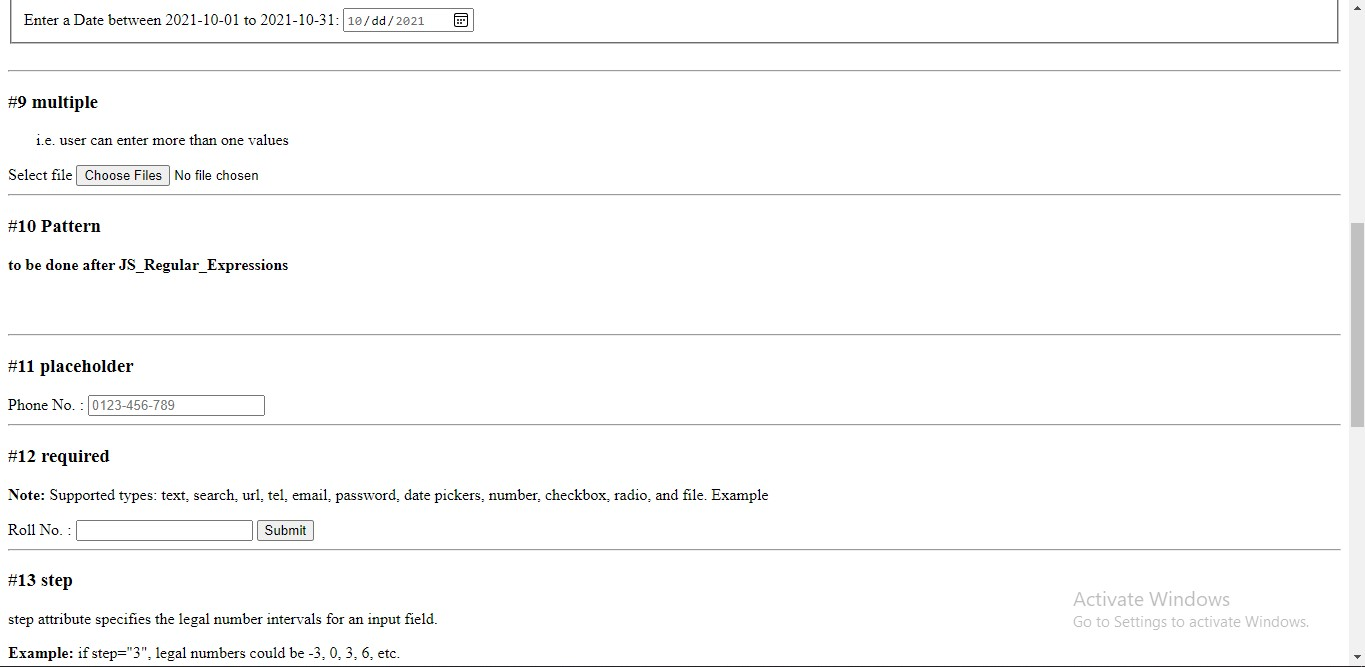 Enter a Date between 2021-10-01 to 2021-10-31: 10/dd/2021
#9 multiple
i.e. user can enter more than one values
Select file Choose Files No file chosen
#10 Pattern
to be done after JS_Regular_Expressions
#11 placeholder
Phone No. : 0123-456-789
#12 required
Note: Supported types: text, search, url, tel, email, password, date pickers, number, checkbox, radio, and file. Example
Roll No. : Submit
#13 step
step attribute specifies the legal number intervals for an input field.
Example: if step="3", legal numbers could be -3, 0, 3, 6, etc.
Activate Windows
Go to Settings to activate Windows.